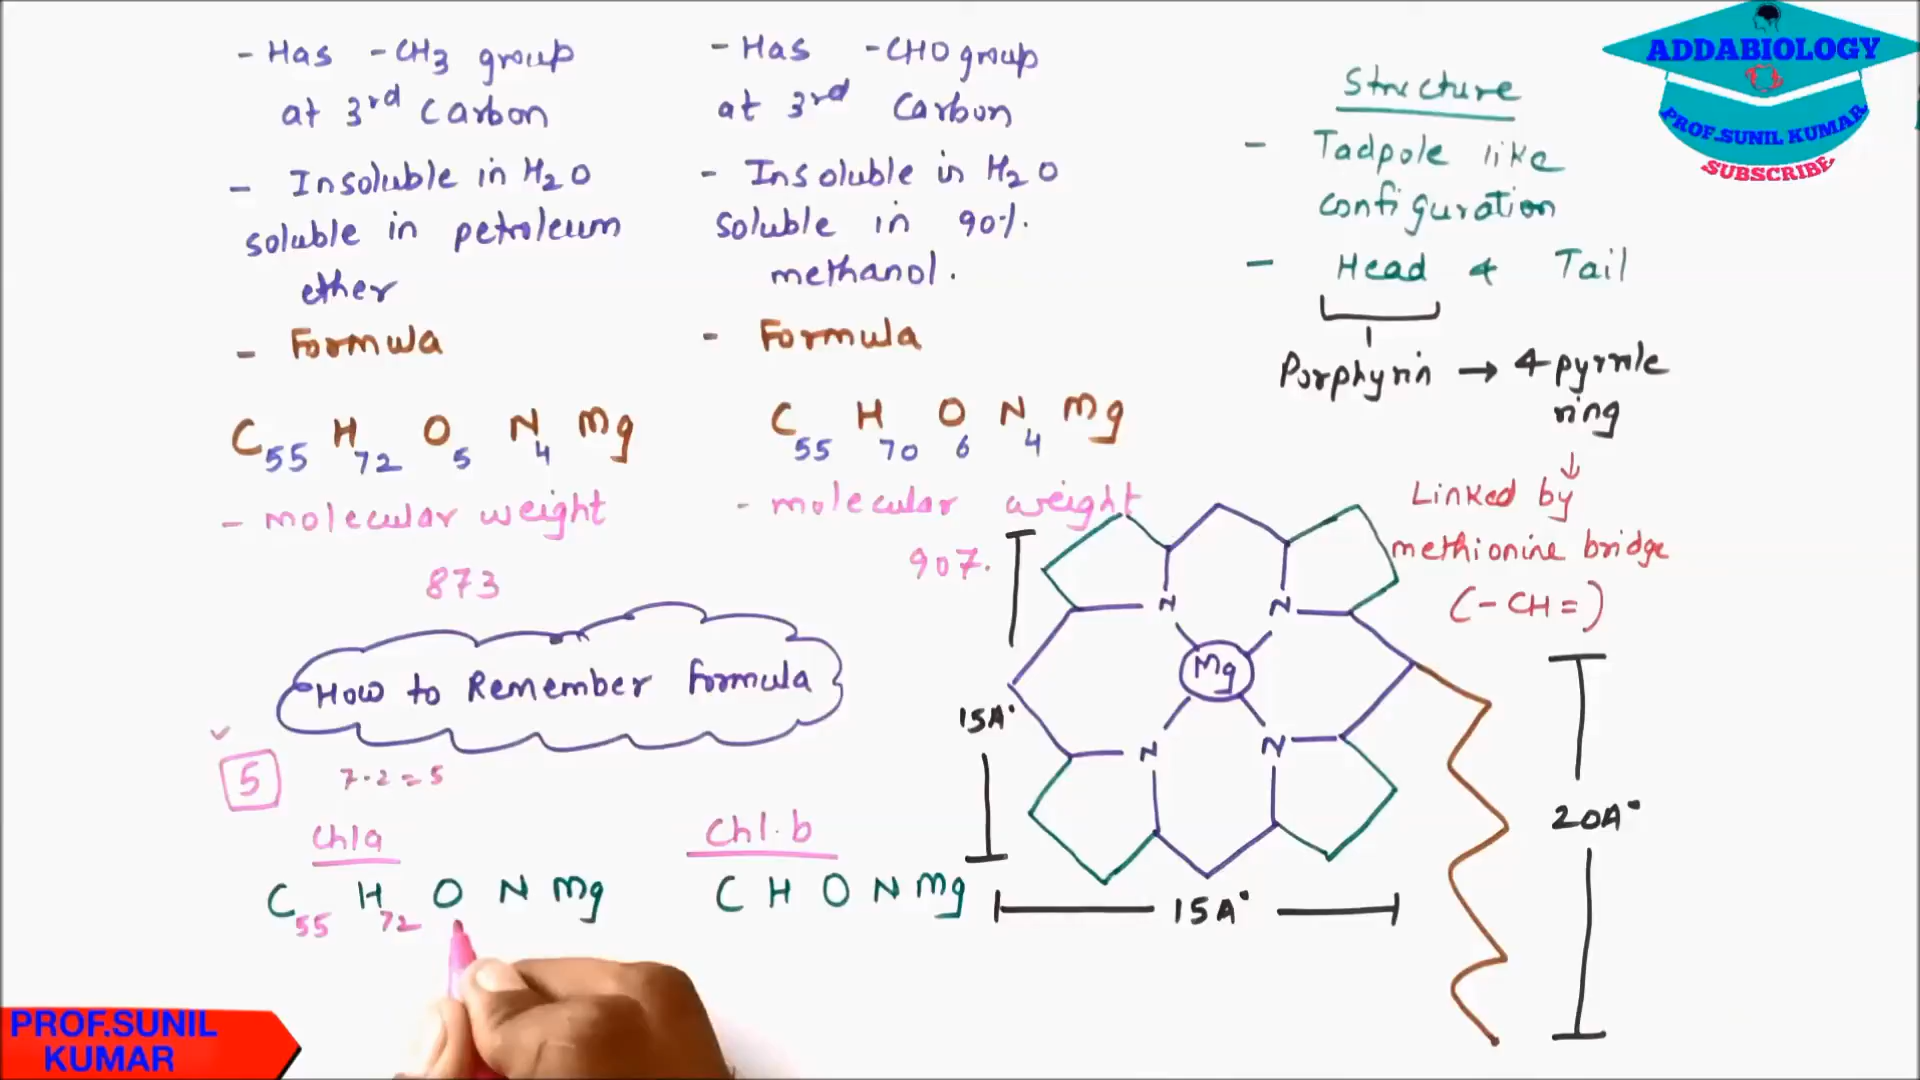 - Has -CH3 group
at 3rd Carbon
- Insoluble in H2O
soluble in petroleum
ether
- Formula
C55 H72 O5 N4 Mg
- molecular weight
873
- Has -CHO group
at 3rd Carbon
- Insoluble in H2O
soluble in 90%.
methanol.
- Formula
C55 H70 O6 N4 Mg
- molecular weight
907.
Structure
- Tadpole like
configuration
- Head & Tail
Porphyrin → 4 pyrrole
ring
↓
Linked by
methionine bridge
(-CH=)
How to Remember Formula
5
7-2=5
Chla
C55 H72 O N Mg
Chl.b
C H O N Mg
N
N
Mg
N
N
15A°
15A°
20A°
ADDABIOLOGY
PROF.SUNIL KUMAR
SUBSCRIBE
PROF.SUNIL
KUMAR